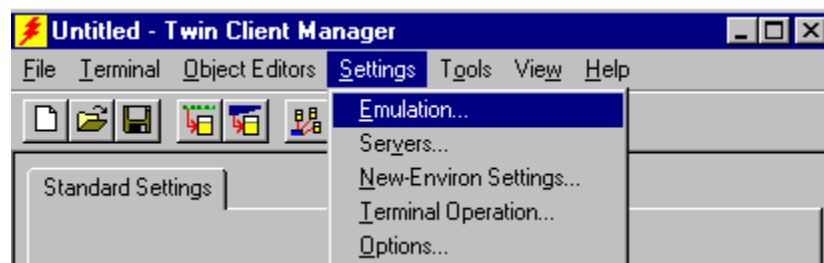 Untitled - Twin Client Manager
File Terminal Object Editors Settings Tools View Help
Emulation...
Servers...
Standard Settings
New-Environ Settings...
Terminal Operation...
Options...